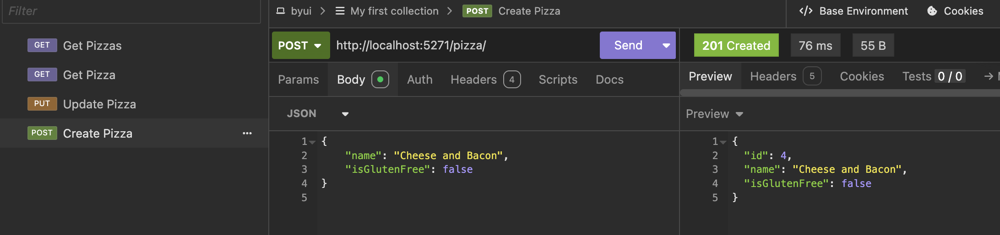 Filter
byui > My first collection > POST Create Pizza
</> Base Environment
Cookies
GET Get Pizzas
GET Get Pizza
PUT Update Pizza
POST Create Pizza ...
POST http://localhost:5271/pizza/ Send
201 Created 76 ms 55 B
Params Body Auth Headers 4 Scripts Docs
Preview Headers 5 Cookies Tests 0 / 0 →
JSON
Preview
1 {
2 "name": "Cheese and Bacon",
3 "isGlutenFree": false
4 }
5
1 {
2 "id": 4,
3 "name": "Cheese and Bacon",
4 "isGlutenFree": false
5 }